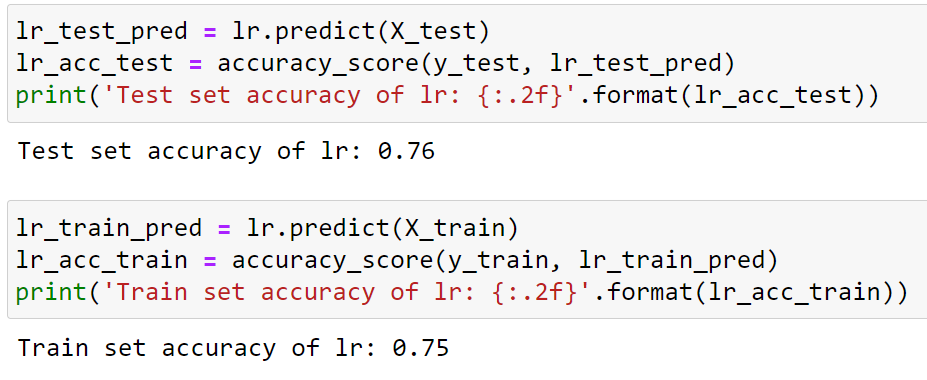 lr_test_pred = lr.predict(X_test)
lr_acc_test = accuracy_score(y_test, lr_test_pred)
print('Test set accuracy of lr: {:.2f}'.format(lr_acc_test))
Test set accuracy of lr: 0.76
lr_train_pred = lr.predict(X_train)
lr_acc_train = accuracy_score(y_train, lr_train_pred)
print('Train set accuracy of lr: {:.2f}'.format(lr_acc_train))
Train set accuracy of lr: 0.75